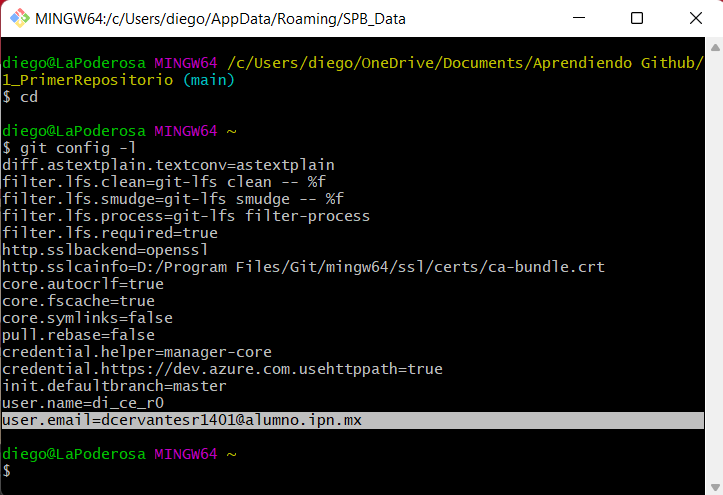 MINGW64:/c/Users/diego/AppData/Roaming/SPB_Data
diego@LaPoderosa MINGW64 /c/Users/diego/OneDrive/Documents/Aprendiendo Github/
1_PrimerRepositorio (main)
$ cd
diego@LaPoderosa MINGW64 ~
$ git config -l
diff.astextplain.textconv=astextplain
filter.lfs.clean=git-lfs clean -- %f
filter.lfs.smudge=git-lfs smudge -- %f
filter.lfs.process=git-lfs filter-process
filter.lfs.required=true
http.sslbackend=openssl
http.sslcainfo=D:/Program Files/Git/mingw64/ssl/certs/ca-bundle.crt
core.autocrlf=true
core.fscache=true
core.symlinks=false
pull.rebase=false
credential.helper=manager-core
credential.https://dev.azure.com.usehttppath=true
init.defaultbranch=master
user.name=di_ce_r0
user.email=dcervantesr1401@alumno.ipn.mx
diego@LaPoderosa MINGW64 ~
$